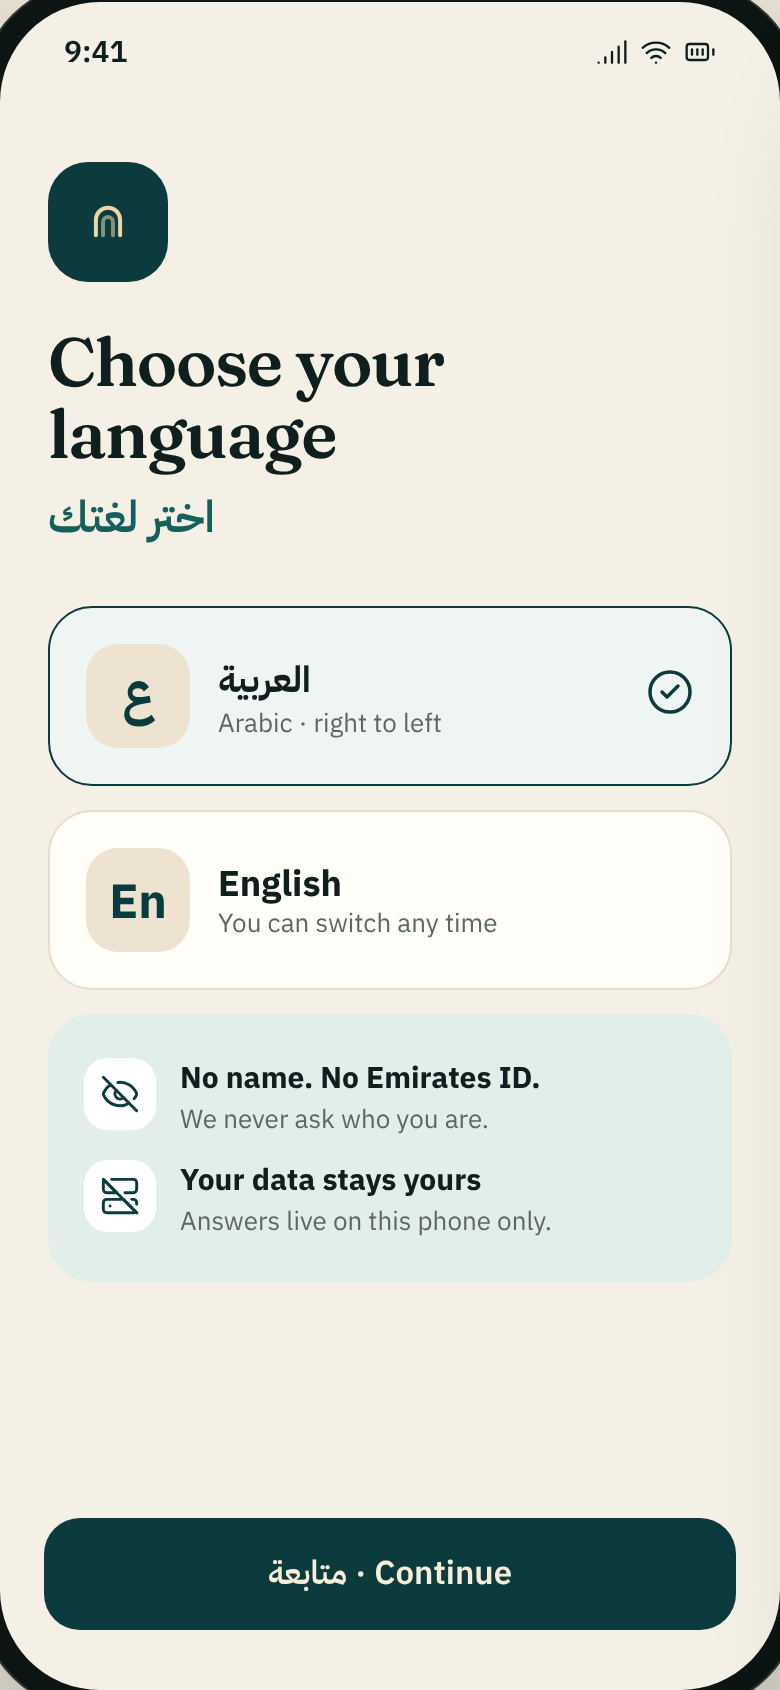 9:41
Choose your
language
اختر لغتك
ع
العربية
Arabic · right to left
En
English
You can switch any time
No name. No Emirates ID.
We never ask who you are.
Your data stays yours
Answers live on this phone only.
متابعة · Continue